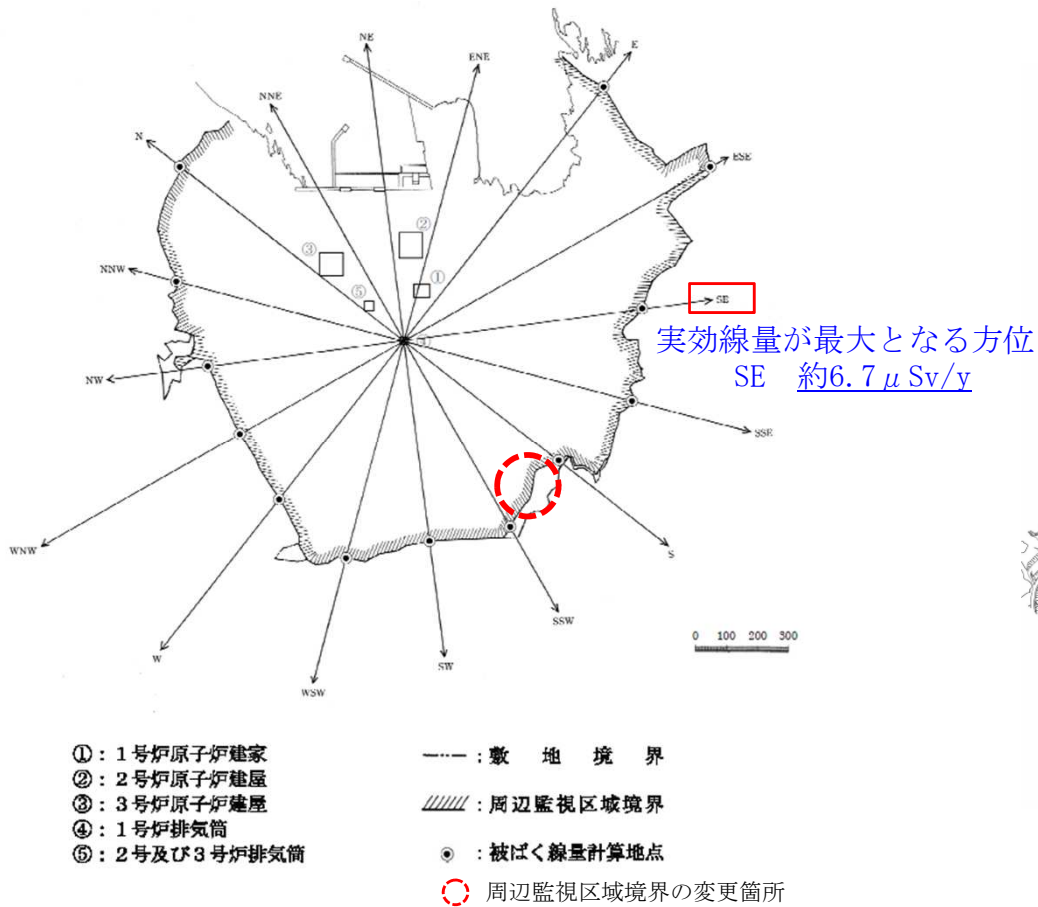 NE
ENE
E
NNE
N
ESE
②
③
NNW
①
⑤
SE
実効線量が最大となる方位
SE 約6.7μSv/y
NW
SSE
WNW
S
SSW
0 100 200 300
W
SW
WSW
①：1号炉原子炉建家
②：2号炉原子炉建屋
③：3号炉原子炉建屋
④：1号炉排気筒
⑤：2号及び3号炉排気筒
：敷地境界
：周辺監視区域境界
：被ばく線量計算地点
周辺監視区域境界の変更箇所